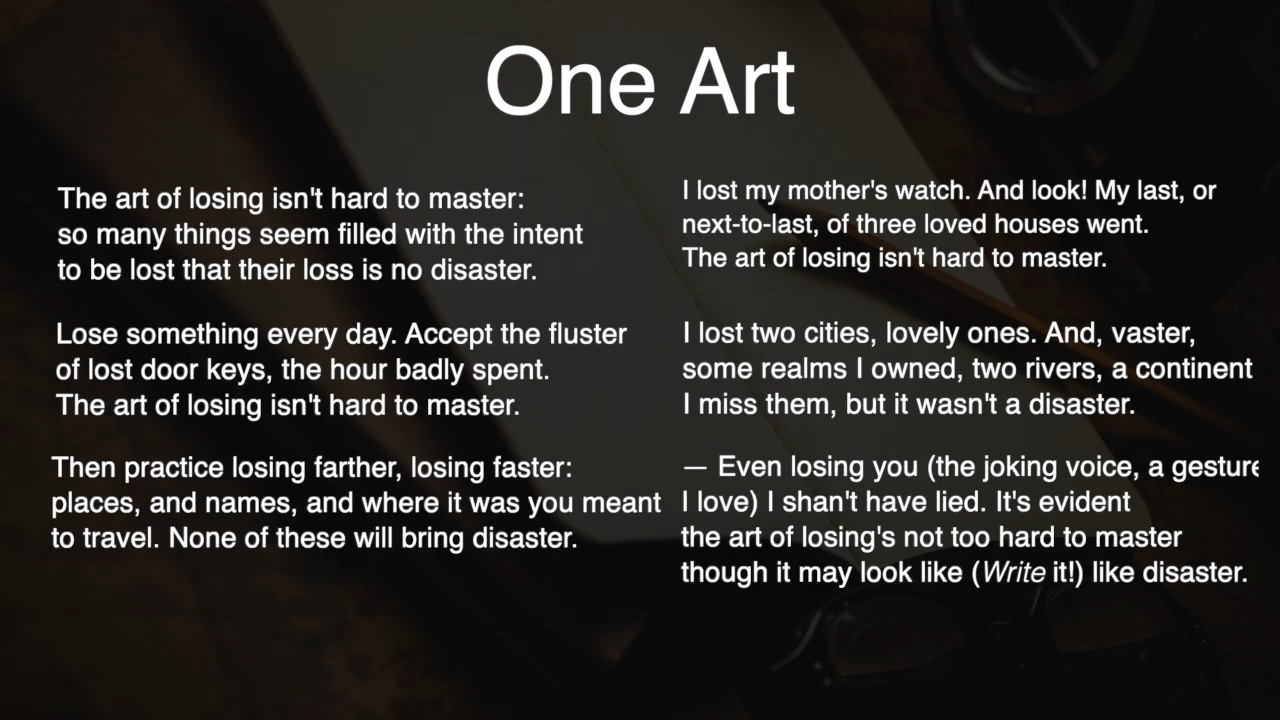 One Art
The art of losing isn't hard to master:
so many things seem filled with the intent
to be lost that their loss is no disaster.
Lose something every day. Accept the fluster
of lost door keys, the hour badly spent.
The art of losing isn't hard to master.
Then practice losing farther, losing faster:
places, and names, and where it was you meant
to travel. None of these will bring disaster.
I lost my mother's watch. And look! My last, or
next-to-last, of three loved houses went.
The art of losing isn't hard to master.
I lost two cities, lovely ones. And, vaster,
some realms I owned, two rivers, a continent
I miss them, but it wasn't a disaster.
— Even losing you (the joking voice, a gesture
I love) I shan't have lied. It's evident
the art of losing's not too hard to master
though it may look like (Write it!) like disaster.